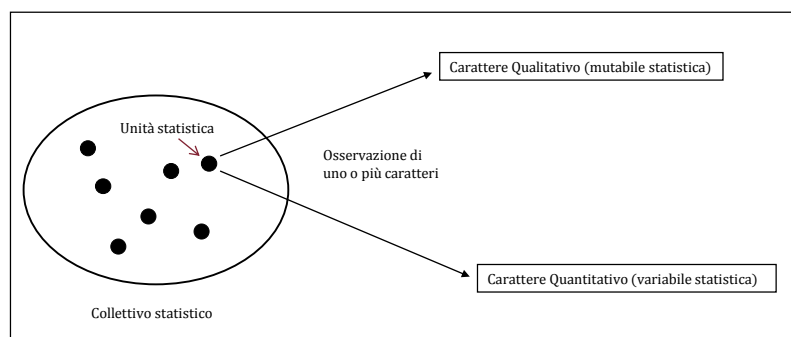 Carattere Qualitativo (mutabile statistica)
Unità statistica
Osservazione di
uno o più caratteri
Carattere Quantitativo (variabile statistica)
Collettivo statistico